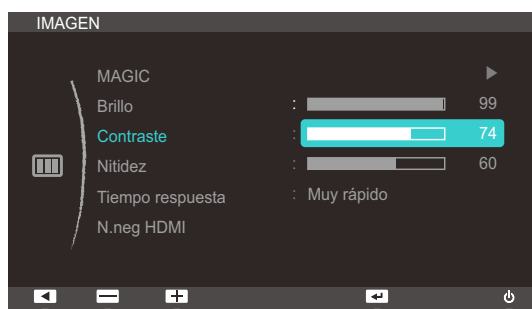 IMAGEN
MAGIC
Brillo : 99
Contraste : 74
Nitidez : 60
Tiempo respuesta : Muy rápido
N.neg HDMI